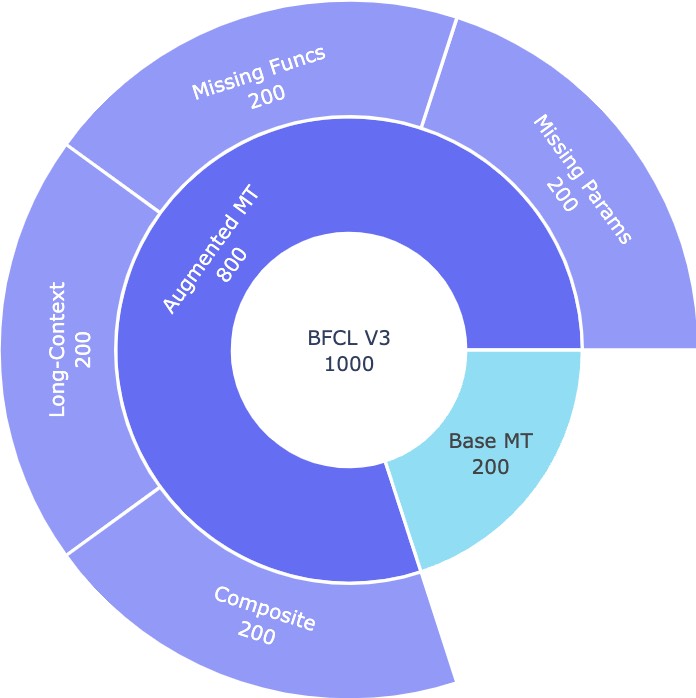 Missing Funcs
200
Missing Params
200
Augmented MT
800
Long-Context
200
BFCL V3
1000
Base MT
200
Composite
200